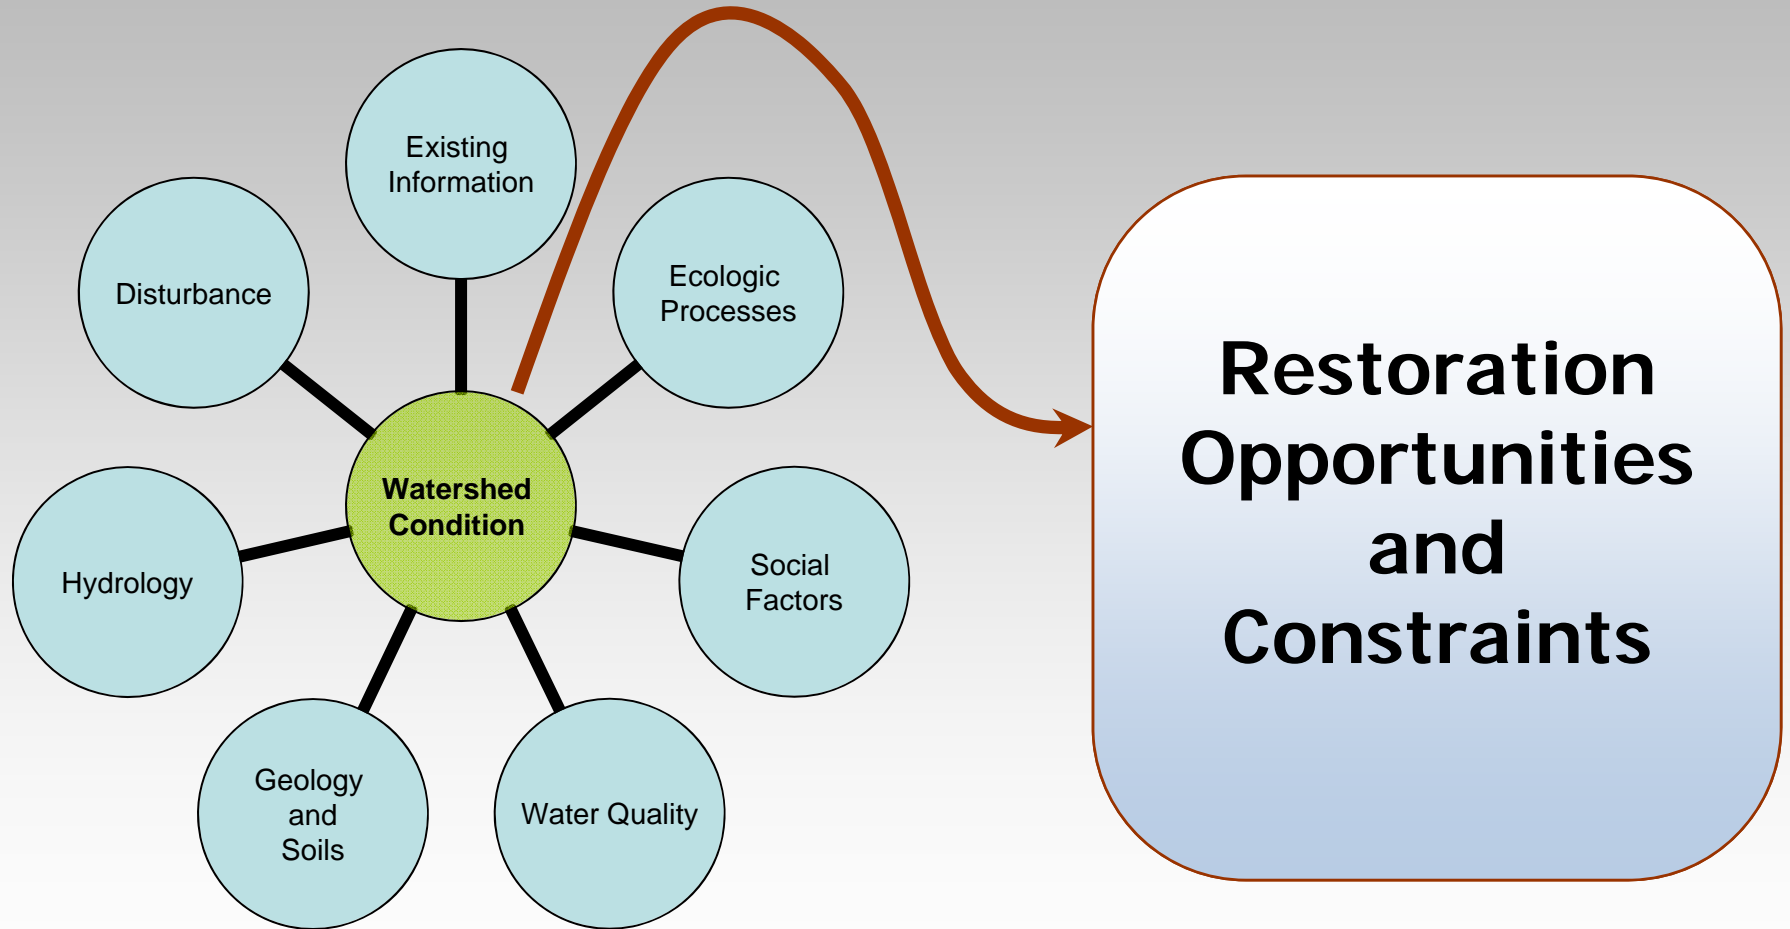 Existing
Information
Ecologic
Processes
Disturbance
Watershed
Condition
Social
Factors
Hydrology
Geology
and
Soils
Water Quality
Restoration
Opportunities
and
Constraints